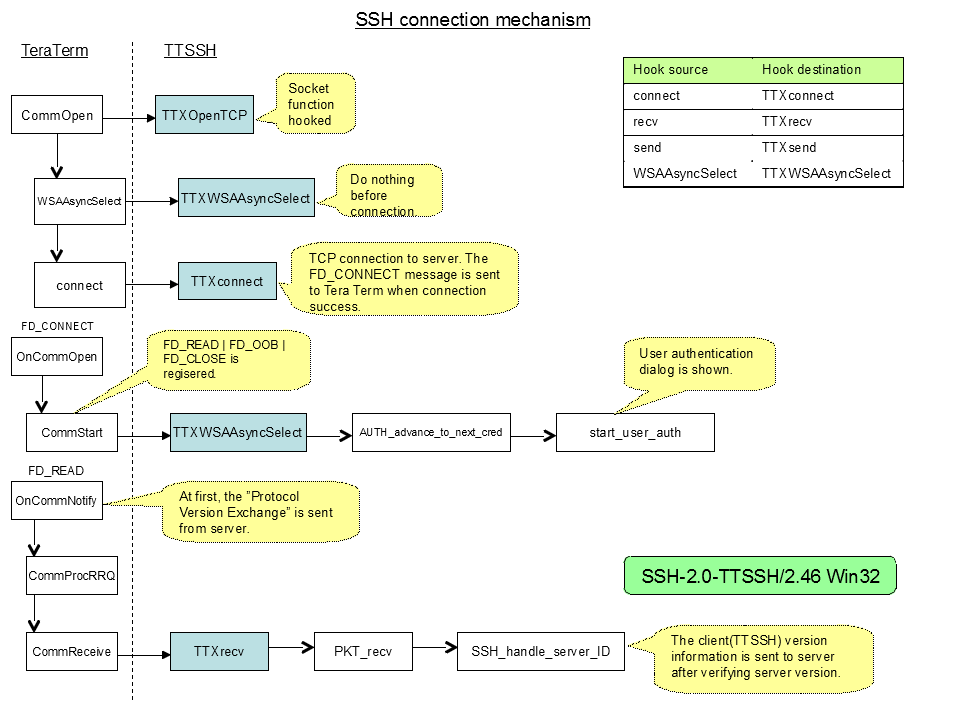 SSH connection mechanism
TeraTerm
TTSSH
Hook source Hook destination
connect TTXconnect
recv TTXrecv
send TTXsend
WSAAsyncSelect TTXWSAAsyncSelect
CommOpen
TTXOpenTCP
Socket
function
hooked
WSAAsyncSelect
TTXWSAAsyncSelect
Do nothing
before
connection.
connect
TTXconnect
TCP connection to server. The
FD_CONNECT message is sent
to Tera Term when connection
success.
FD_CONNECT
OnCommOpen
FD_READ | FD_OOB |
FD_CLOSE is
regisered.
User authentication
dialog is shown.
CommStart
TTXWSAAsyncSelect
AUTH_advance_to_next_cred
start_user_auth
FD_READ
OnCommNotify
At first, the "Protocol
Version Exchange" is sent
from server.
CommProcRRQ
SSH-2.0-TTSSH/2.46 Win32
CommReceive
TTXrecv
PKT_recv
SSH_handle_server_ID
The client(TTSSH) version
information is sent to server
after verifying server version.